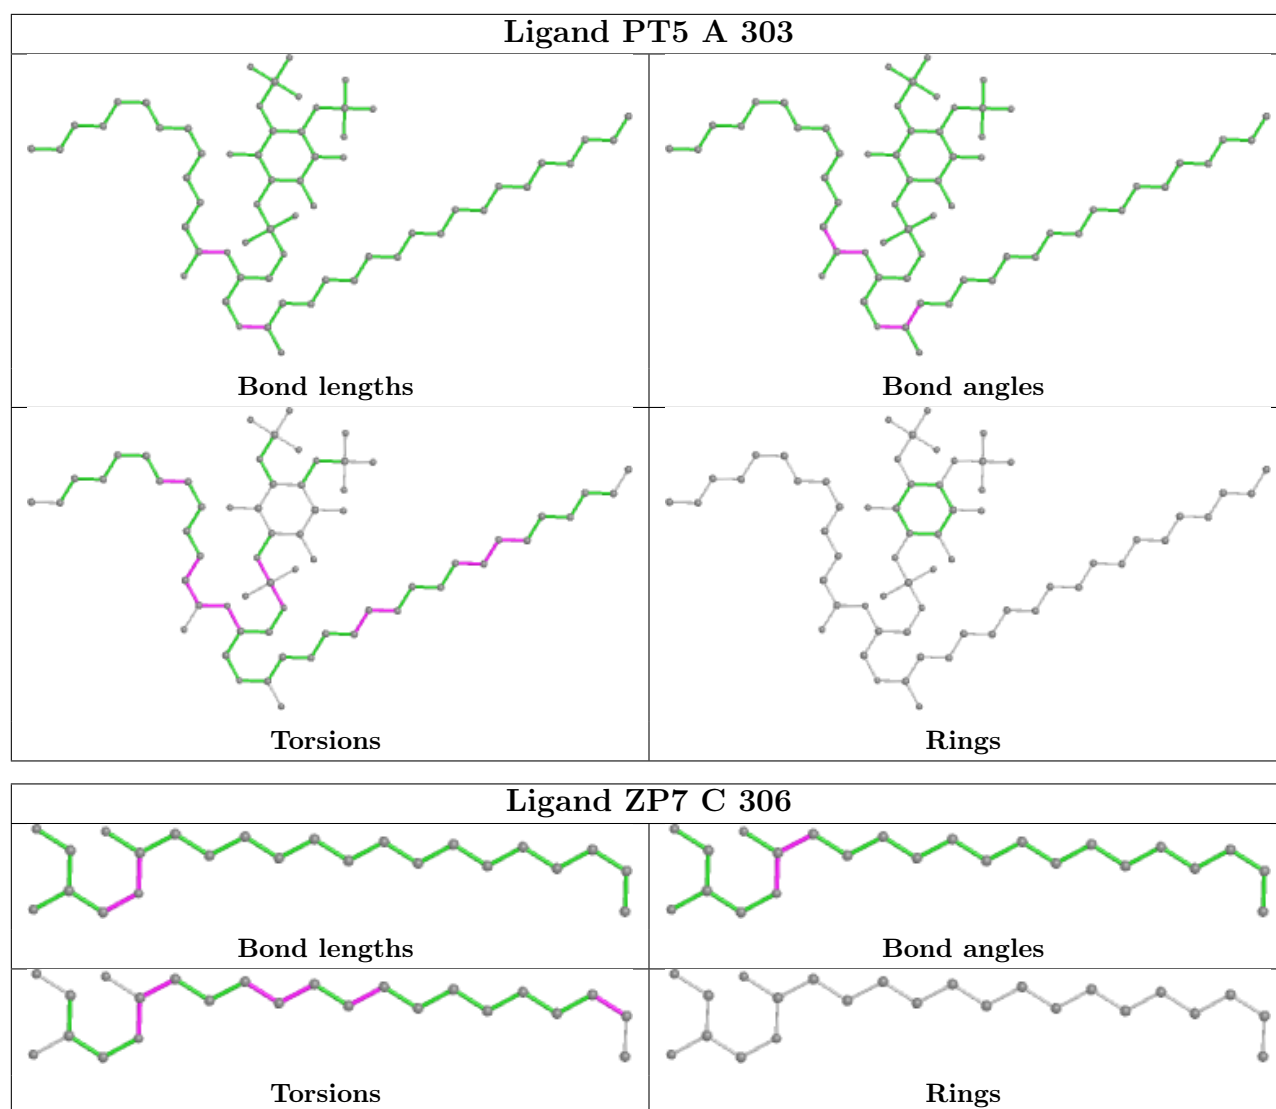 Ligand PT5 A 303
Bond lengths
Bond angles
Torsions
Rings
Ligand ZP7 C 306
Bond lengths
Bond angles
Torsions
Rings